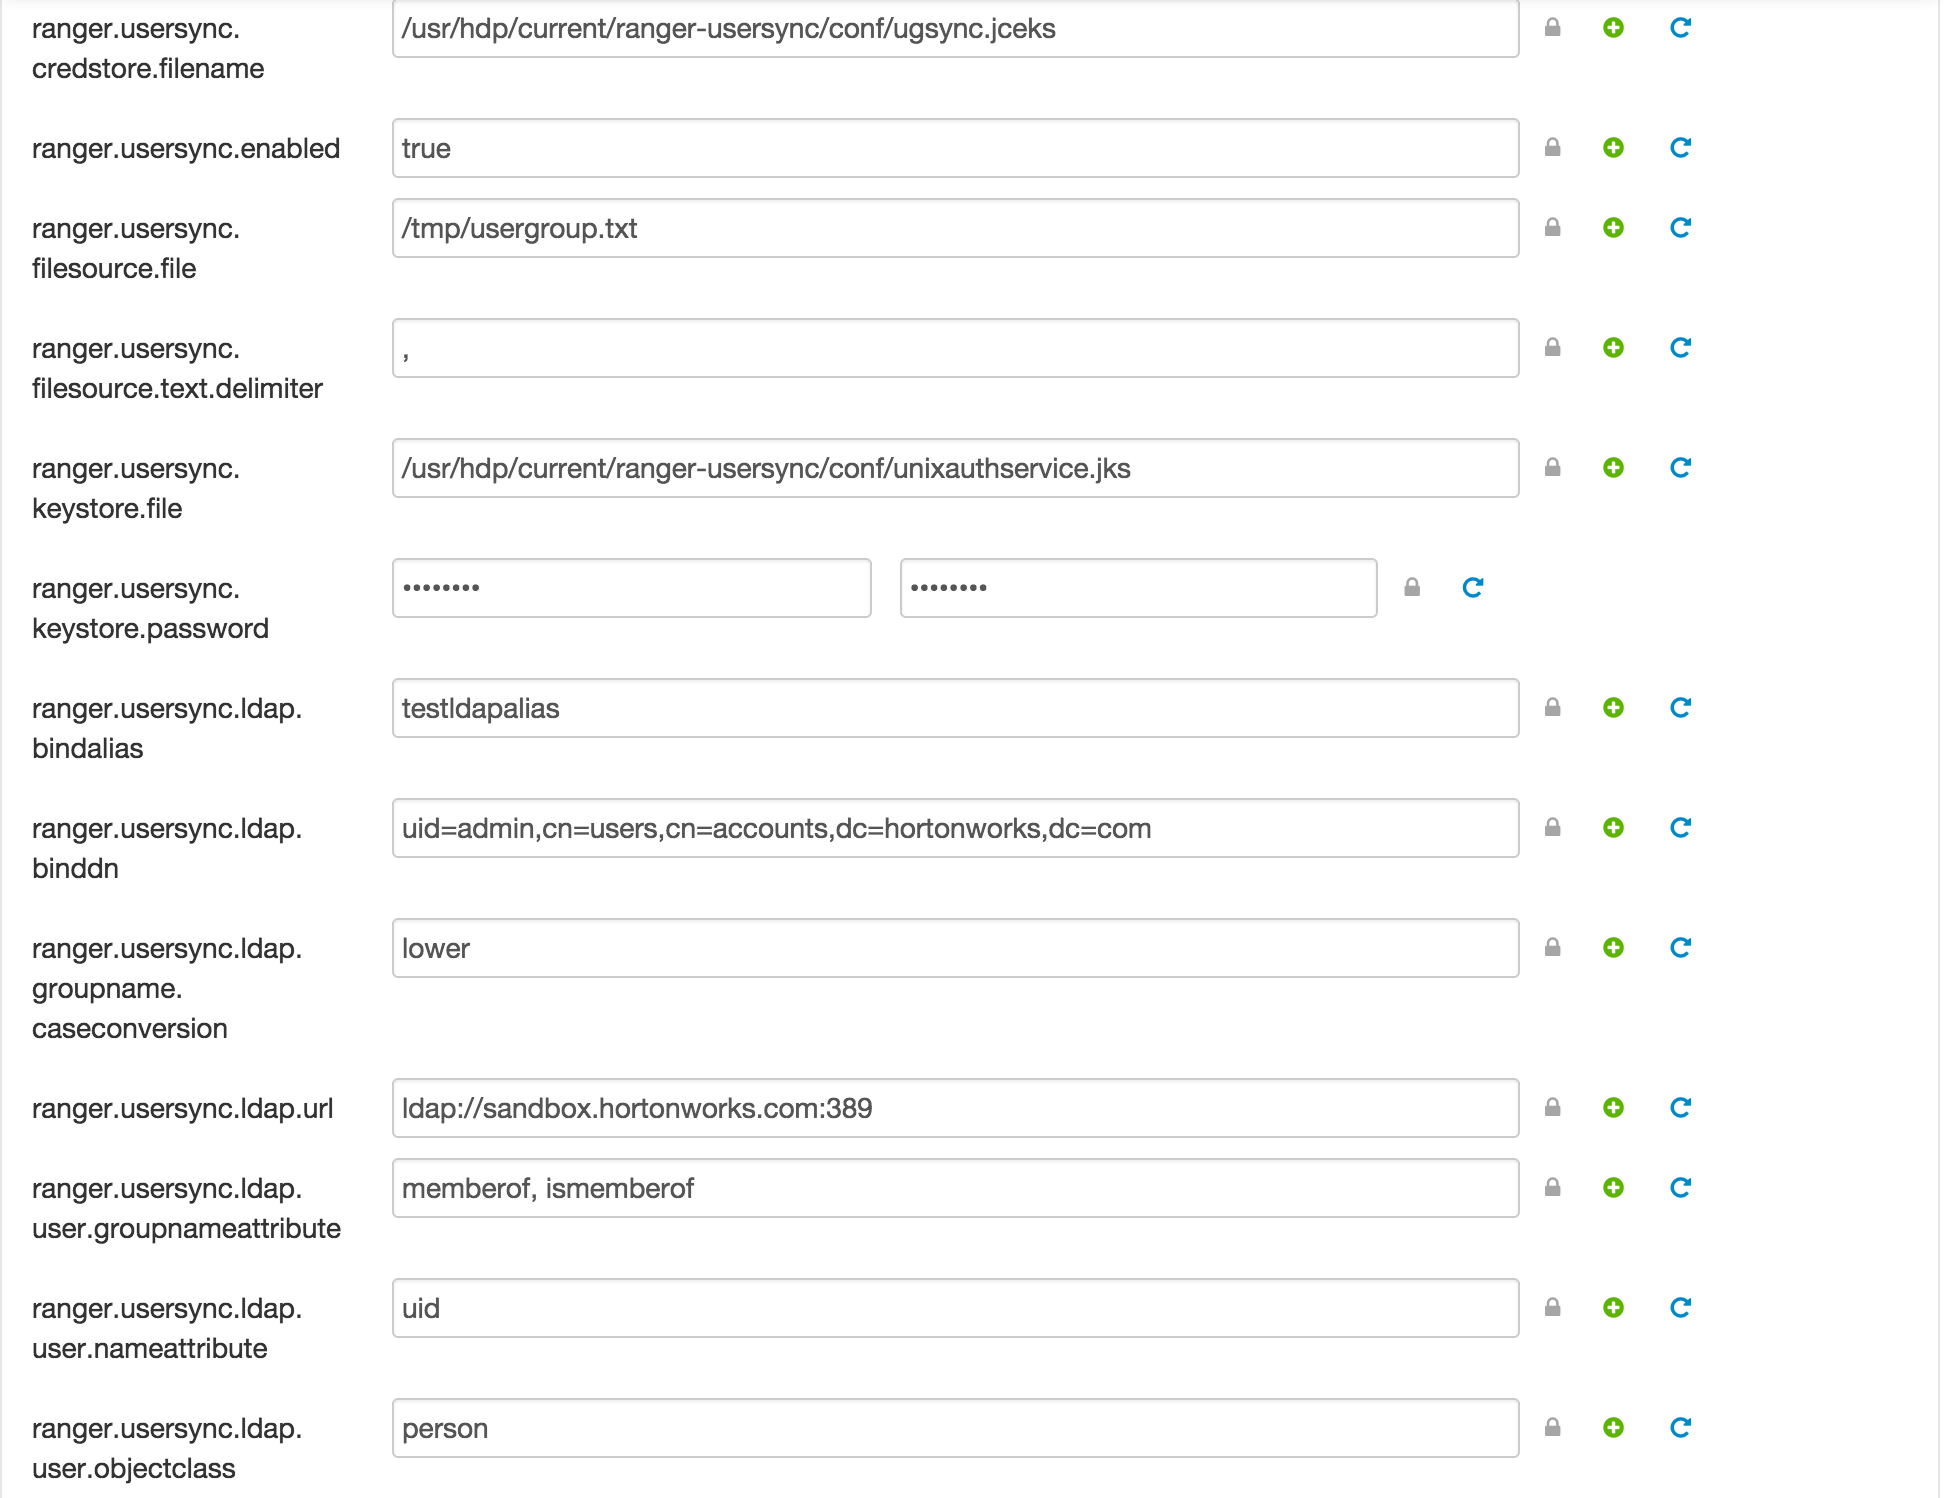 ranger.usersync. /usr/hdp/current/ranger-usersync/conf/ugsync.jceks
credstore.filename
ranger.usersync.enabled true
ranger.usersync. /tmp/usergroup.txt
filesource.file
ranger.usersync. ,
filesource.text.delimiter
ranger.usersync. /usr/hdp/current/ranger-usersync/conf/unixauthservice.jks
keystore.file
ranger.usersync. •••••••• ••••••••
keystore.password
ranger.usersync.ldap. testldapalias
bindalias
ranger.usersync.ldap. uid=admin,cn=users,cn=accounts,dc=hortonworks,dc=com
binddn
ranger.usersync.ldap. lower
groupname.
caseconversion
ranger.usersync.ldap.url ldap://sandbox.hortonworks.com:389
ranger.usersync.ldap. memberof, ismemberof
user.groupnameattribute
ranger.usersync.ldap. uid
user.nameattribute
ranger.usersync.ldap. person
user.objectclass